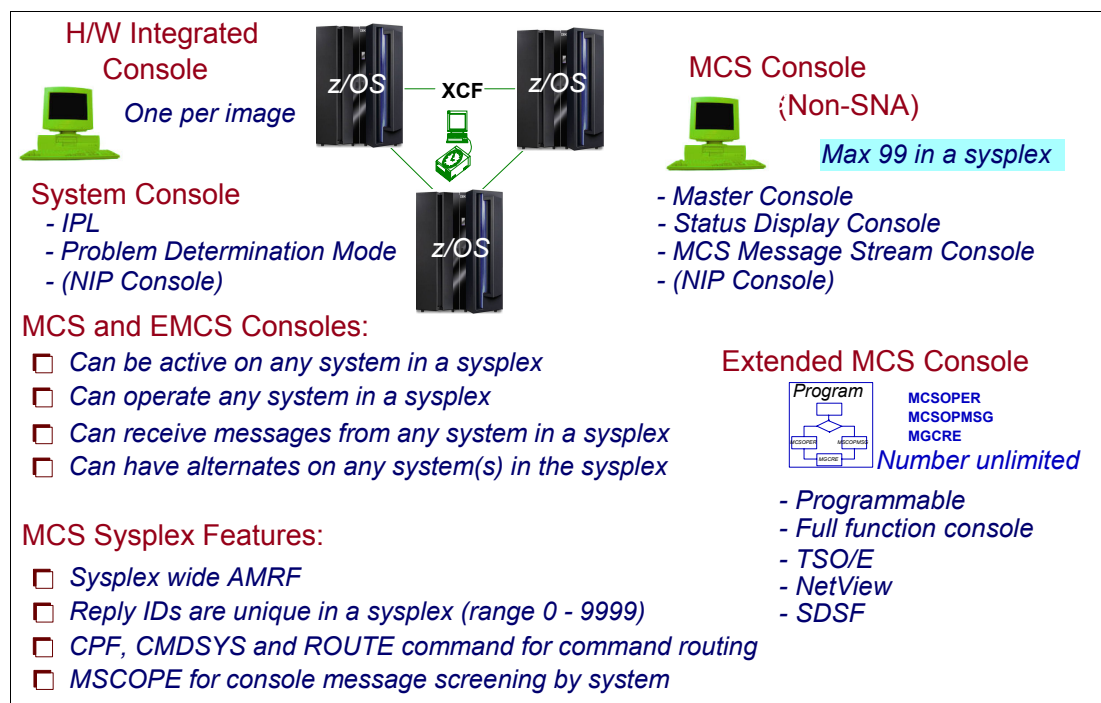 H/W Integrated
Console
One per image
z/OS
XCF
z/OS
z/OS
MCS Console
(Non-SNA)
Max 99 in a sysplex
System Console
- IPL
- Problem Determination Mode
- (NIP Console)
- Master Console
- Status Display Console
- MCS Message Stream Console
- (NIP Console)
MCS and EMCS Consoles:
Can be active on any system in a sysplex
Can operate any system in a sysplex
Can receive messages from any system in a sysplex
Can have alternates on any system(s) in the sysplex
Extended MCS Console
Program
MCSOPER
MSCOPMSG
MGCRE
MCSOPER
MCSOPMSG
MGCRE
Number unlimited
- Programmable
- Full function console
- TSO/E
- NetView
- SDSF
MCS Sysplex Features:
Sysplex wide AMRF
Reply IDs are unique in a sysplex (range 0 - 9999)
CPF, CMDSYS and ROUTE command for command routing
MSCOPE for console message screening by system